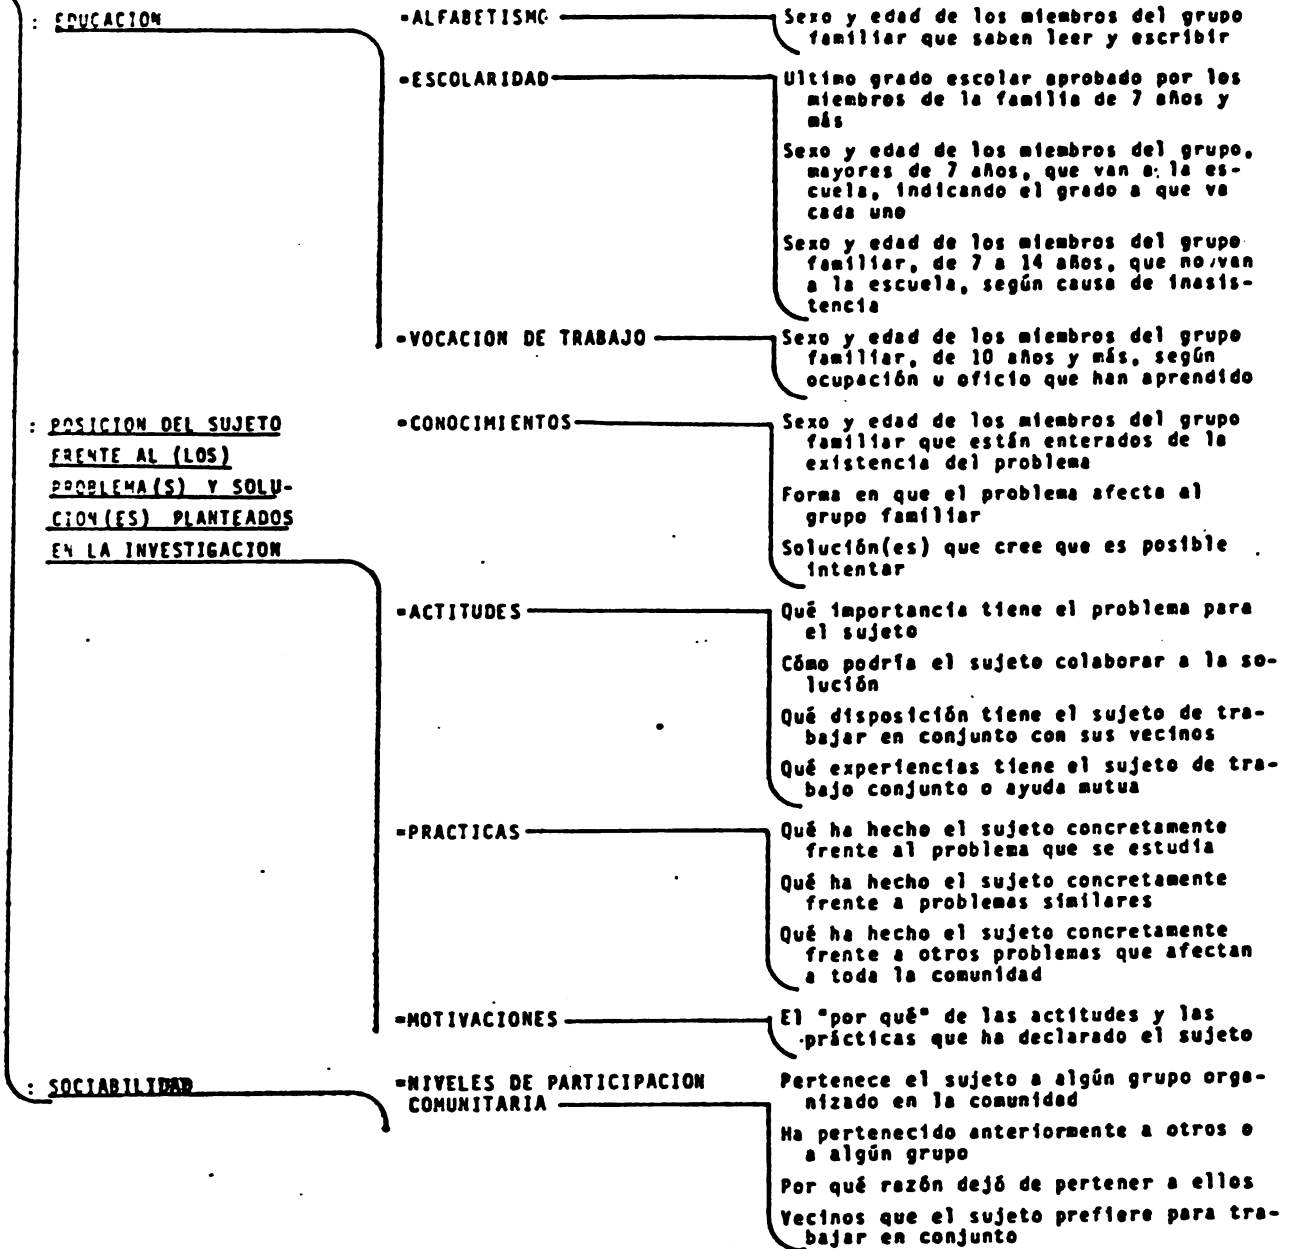 : EDUCACION
=ALFABETISMO
Sexo y edad de los miembros del grupo
familiar que saben leer y escribir
=ESCOLARIDAD
Ultimo grado escolar aprobado por los
miembros de la familia de 7 años y
más
Sexo y edad de los miembros del grupo,
mayores de 7 años, que van a la es-
cuela, indicando el grado a que va
cada uno
Sexo y edad de los miembros del grupo
familiar, de 7 a 14 años, que no van
a la escuela, según causa de inasis-
tencia
=VOCACION DE TRABAJO
Sexo y edad de los miembros del grupo
familiar, de 10 años y más, según
ocupación u oficio que han aprendido
: POSICION DEL SUJETO
FRENTE AL (LOS)
PROBLEMA(S) Y SOLU-
CION(ES) PLANTEADOS
EN LA INVESTIGACION
=CONOCIMIENTOS
Sexo y edad de los miembros del grupo
familiar que están enterados de la
existencia del problema
Forma en que el problema afecta al
grupo familiar
Solución(es) que cree que es posible
intentar
=ACTITUDES
Qué importancia tiene el problema para
el sujeto
Cómo podría el sujeto colaborar a la so-
lución
Qué disposición tiene el sujeto de tra-
bajar en conjunto con sus vecinos
Qué experiencias tiene el sujeto de tra-
bajo conjunto o ayuda mutua
=PRACTICAS
Qué ha hecho el sujeto concretamente
frente al problema que se estudia
Qué ha hecho el sujeto concretamente
frente a problemas similares
Qué ha hecho el sujeto concretamente
frente a otros problemas que afectan
a toda la comunidad
=MOTIVACIONES
El "por qué" de las actitudes y las
prácticas que ha declarado el sujeto
: SOCIABILIDAD
=NIVELES DE PARTICIPACION
COMUNITARIA
Pertenece el sujeto a algún grupo orga-
nizado en la comunidad
Ha pertenecido anteriormente a otros o
a algún grupo
Por qué razón dejó de pertener a ellos
Vecinos que el sujeto prefiere para tra-
bajar en conjunto